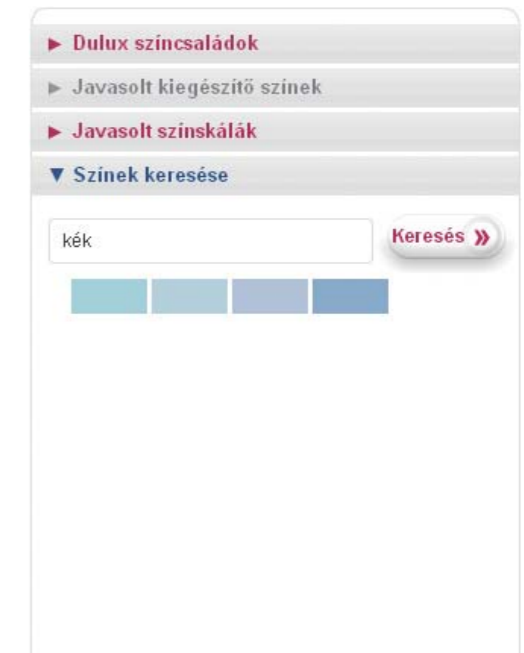 ► Dulux színcsaládok
► Javasolt kiegészítő színek
► Javasolt színskálák
▼ Színek keresése
kék
Keresés »